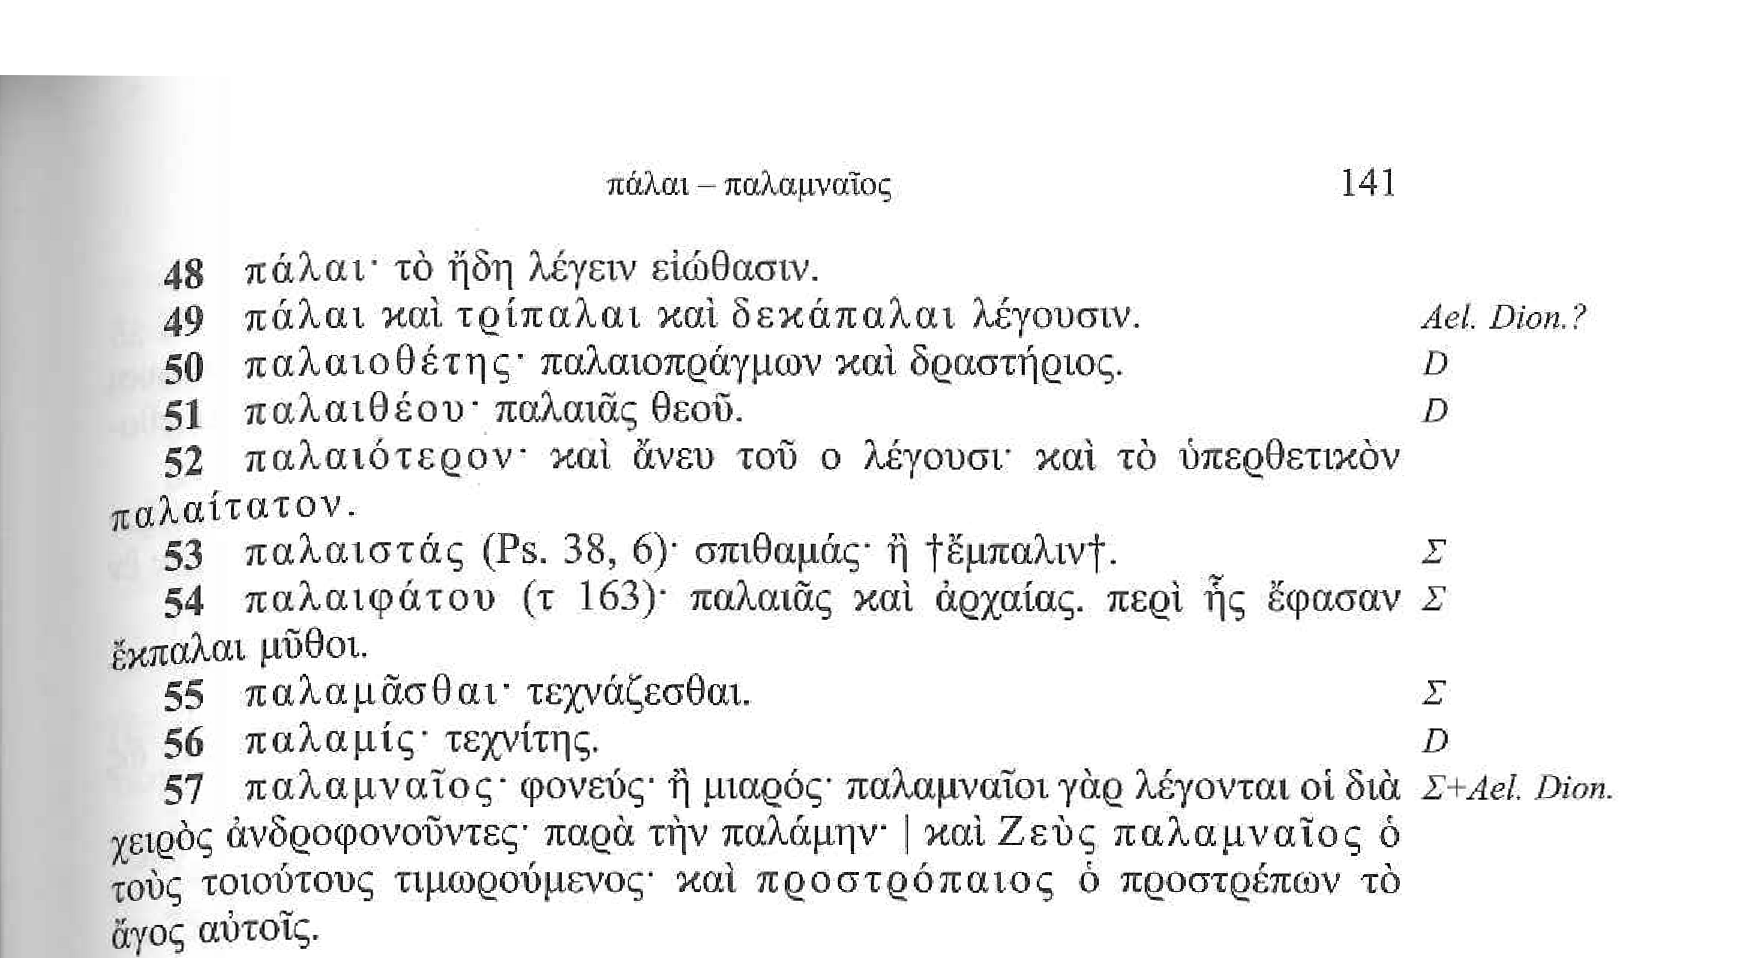 πάλαι – παλαμναῖος 141
48 πάλαι· τὸ ἤδη λέγειν εἰώθασιν.
49 πάλαι καὶ τρίπαλαι καὶ δεκάπαλαι λέγουσιν. Ael. Dion.?
50 παλαιοθέτης· παλαιοπράγμων καὶ δραστήριος. D
51 παλαιθέου· παλαιᾶς θεοῦ. D
52 παλαιότερον· καὶ ἄνευ τοῦ ο λέγουσι· καὶ τὸ ὑπερθετικὸν
παλαίτατον.
53 παλαιστάς (Ps. 38, 6)· σπιθαμάς· ἢ †ἔμπαλιν†. Σ
54 παλαιφάτου (τ 163)· παλαιᾶς καὶ ἀρχαίας. περὶ ἧς ἔφασαν Σ
ἔκπαλαι μῦθοι.
55 παλαμᾶσθαι· τεχνάζεσθαι. Σ
56 παλαμίς· τεχνίτης. D
57 παλαμναῖος· φονεύς· ἢ μιαρός· παλαμναῖοι γὰρ λέγονται οἱ διὰ Σ+Ael. Dion.
χειρὸς ἀνδροφονοῦντες· παρὰ τὴν παλάμην· | καὶ Ζεὺς παλαμναῖος ὁ
τοὺς τοιούτους τιμωρούμενος· καὶ προστρόπαιος ὁ προστρέπων τὸ
ἄγος αὐτοῖς.